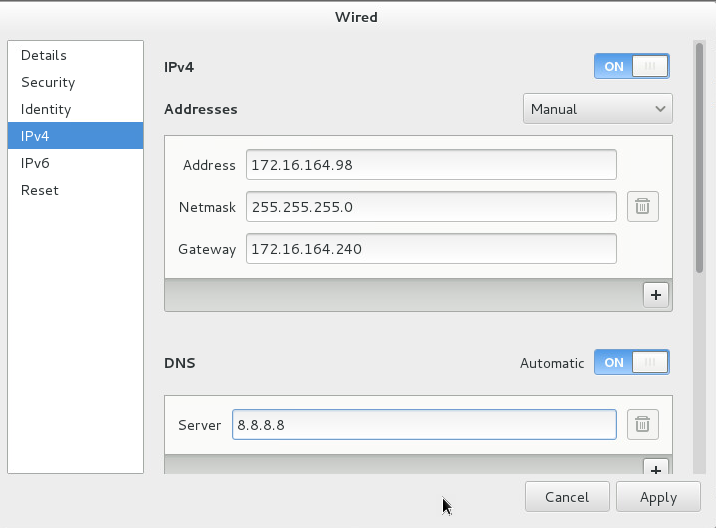 Wired
Details
Security
Identity
IPv4
IPv6
Reset
IPv4 ON
Addresses Manual
Address 172.16.164.98
Netmask 255.255.255.0
Gateway 172.16.164.240
+
DNS Automatic ON
Server 8.8.8.8
+
Cancel Apply